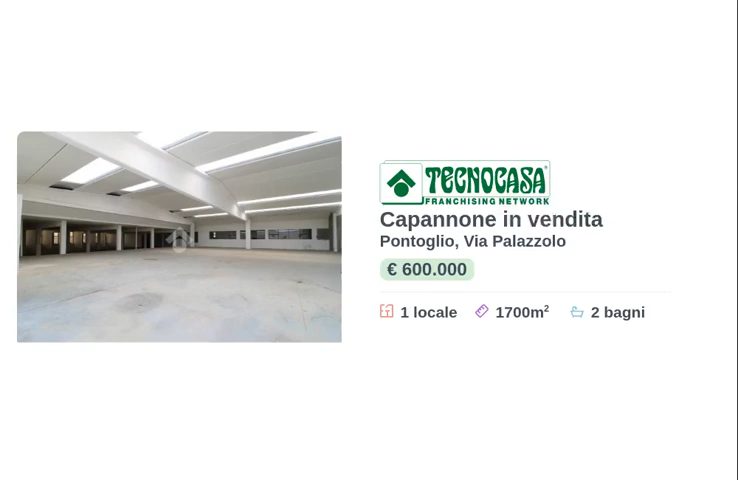 TECNOCASA
FRANCHISING NETWORK
Capannone in vendita
Pontoglio, Via Palazzolo
€ 600.000
1 locale 1700m² 2 bagni